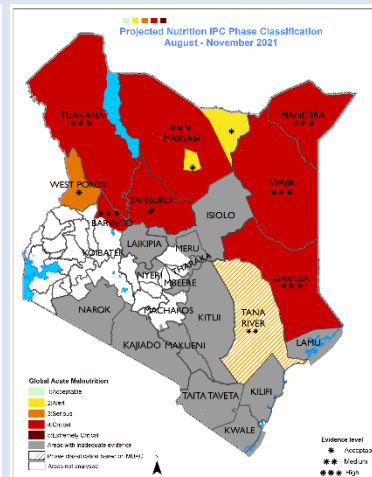 Projected Nutrition IPC Phase Classification
August - November 2021
TURKANA
***
MARSABIT
***
*
*
MANDERA
***
WAJIR
***
WEST POKOT
*
SAMBURU
*
***
BARINGO
ISIOLO
KOIBATEK
LAIKIPIA
MERU
THARAKA
NYERI
MBEERE
GARISSA
***
NAROK
MACHAKOS
KITUI
TANA
RIVER
**
LAMU
KAJIADO
MAKUENI
KILIFI
TAITA TAVETA
KWALE
Global Acute Malnutrition
1:Acceptable
2:Alert
3:Serious
4:Critical
5:Extremely Critical
Areas with inadequate evidence
Phase classification based on MUAC
Areas not analysed
Evidence level
* Acceptab
** Medium
*** High